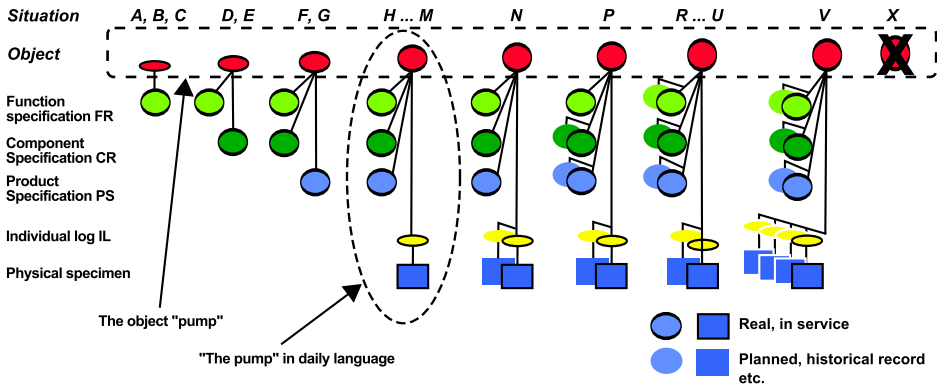 Situation A, B, C D, E F, G H ... M N P R ... U V X
Object
Function
specification FR
Component
Specification CR
Product
Specification PS
Individual log IL
Physical specimen
The object "pump"
"The pump" in daily language
Real, in service
Planned, historical record
etc.